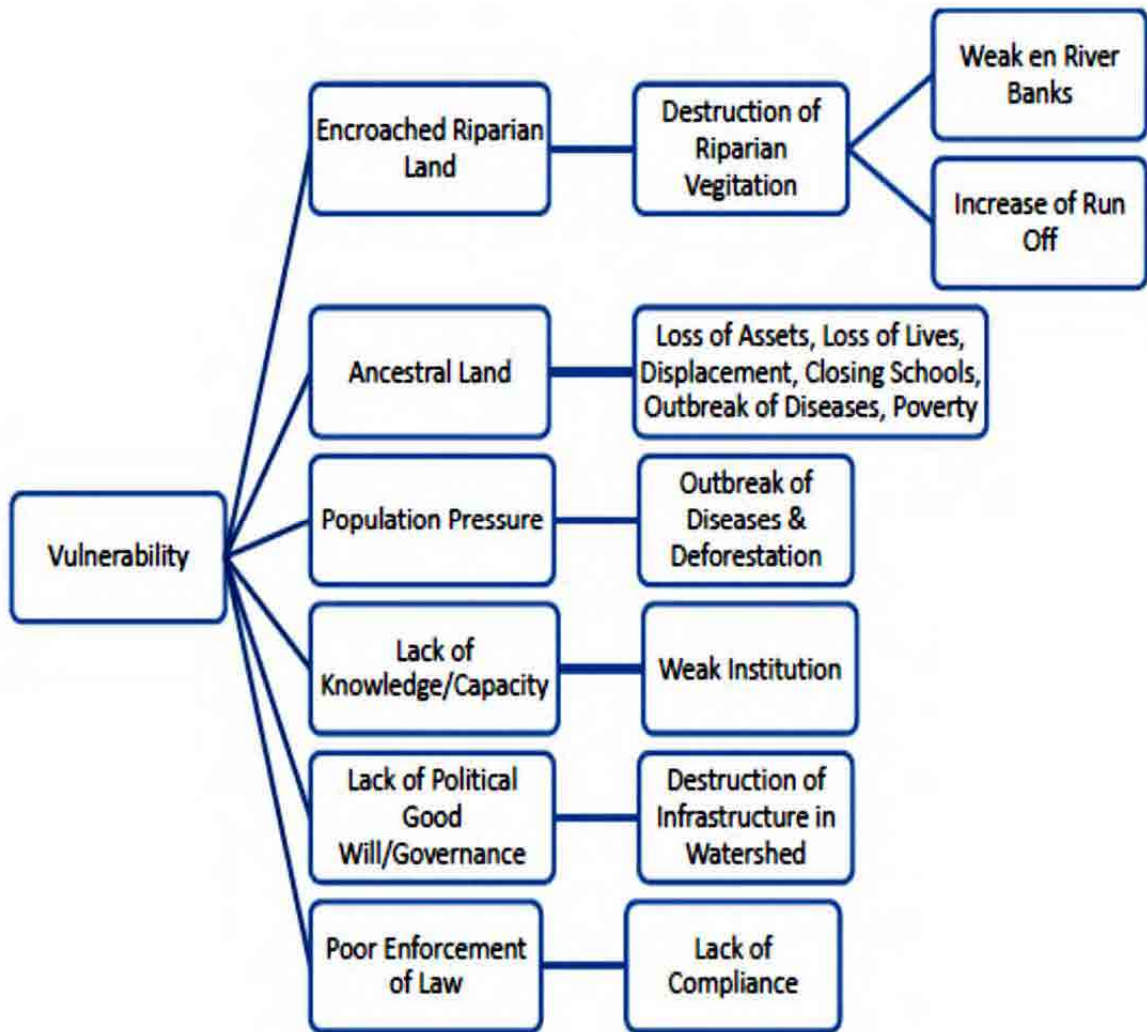 Weak en River
Banks
Encroached Riparian
Land
Destruction of
Riparian
Vegitation
Increase of Run
Off
Ancestral Land
Loss of Assets, Loss of Lives,
Displacement, Closing Schools,
Outbreak of Diseases, Poverty
Vulnerability
Population Pressure
Outbreak of
Diseases &
Deforestation
Lack of
Knowledge/Capacity
Weak Institution
Lack of Political
Good
Will/Governance
Destruction of
Infrastructure in
Watershed
Poor Enforcement
of Law
Lack of
Compliance